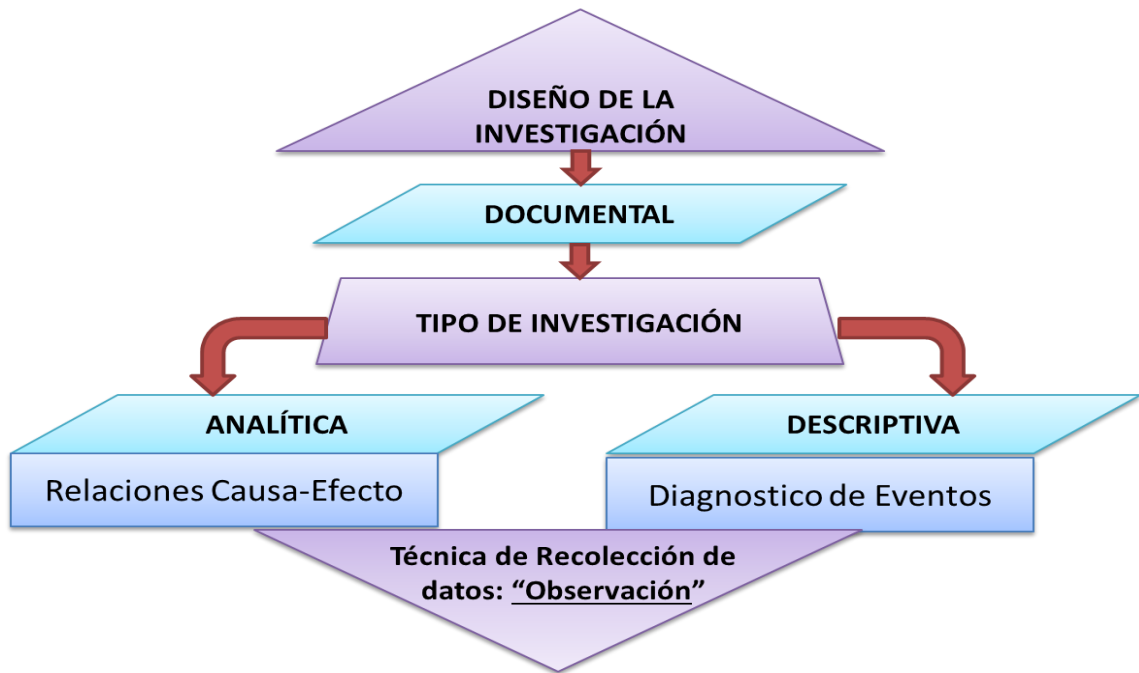 DISEÑO DE LA
INVESTIGACIÓN
DOCUMENTAL
TIPO DE INVESTIGACIÓN
ANALÍTICA
Relaciones Causa-Efecto
DESCRIPTIVA
Diagnostico de Eventos
Técnica de Recolección de
datos: “Observación”